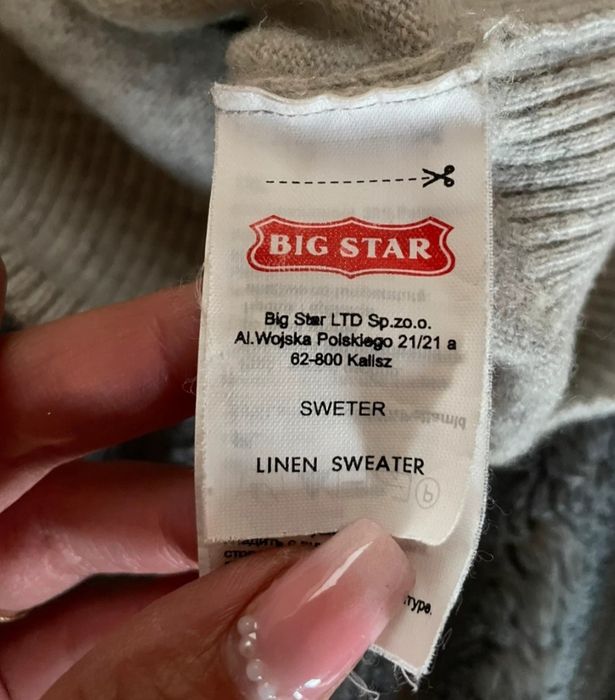 BIG STAR
Big Star LTD Sp.zo.o.
Al.Wojska Polskiego 21/21 a
62-800 Kalisz
SWETER
LINEN SWEATER
P